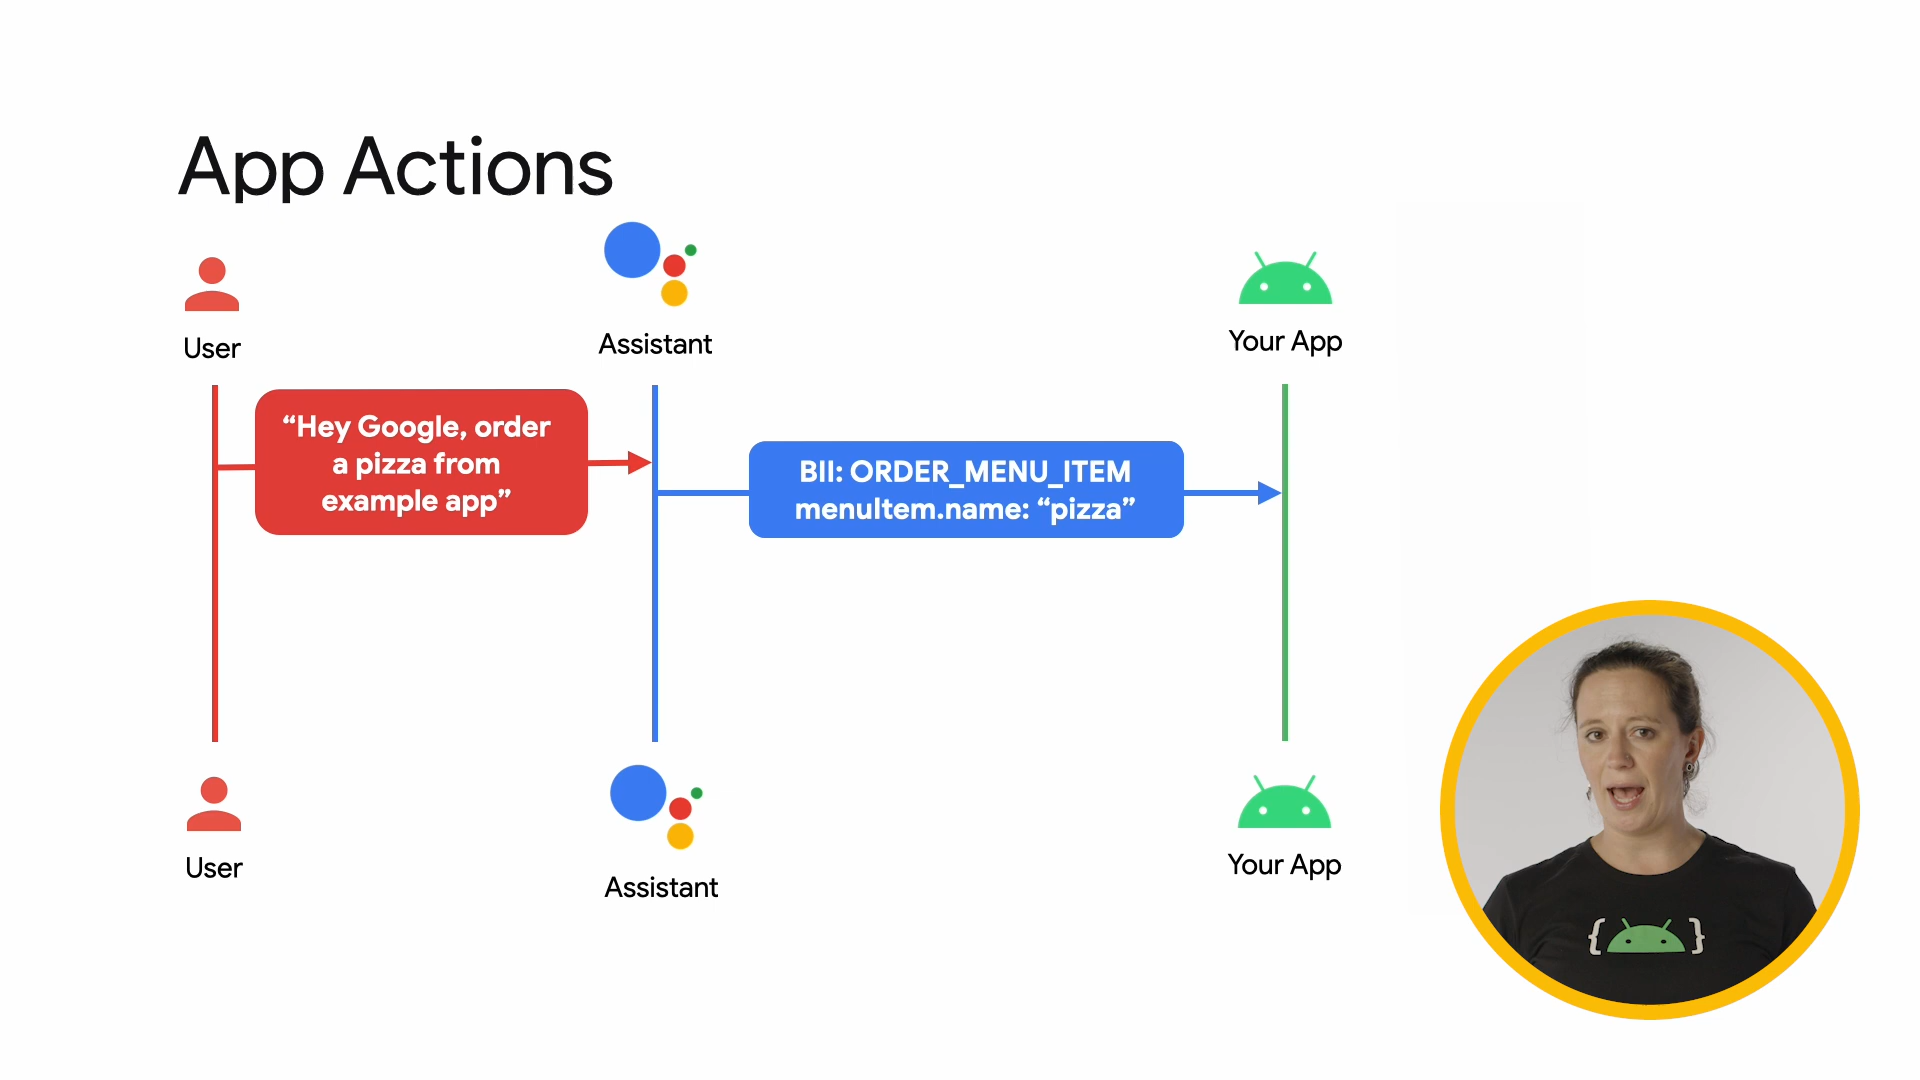 App Actions
User
Assistant
Your App
“Hey Google, order
a pizza from
example app”
BII: ORDER_MENU_ITEM
menuItem.name: “pizza”
User
Assistant
Your App
{ }